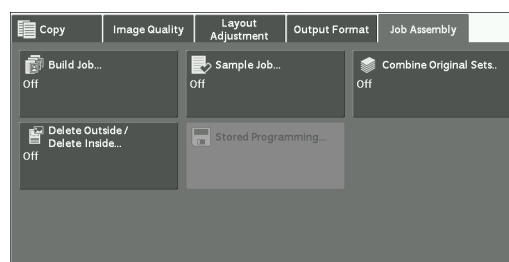 Copy
Image Quality
Layout
Adjustment
Output Format
Job Assembly
Build Job...
Off
Sample Job...
Off
Combine Original Sets..
Off
Delete Outside /
Delete Inside...
Off
Stored Programming...